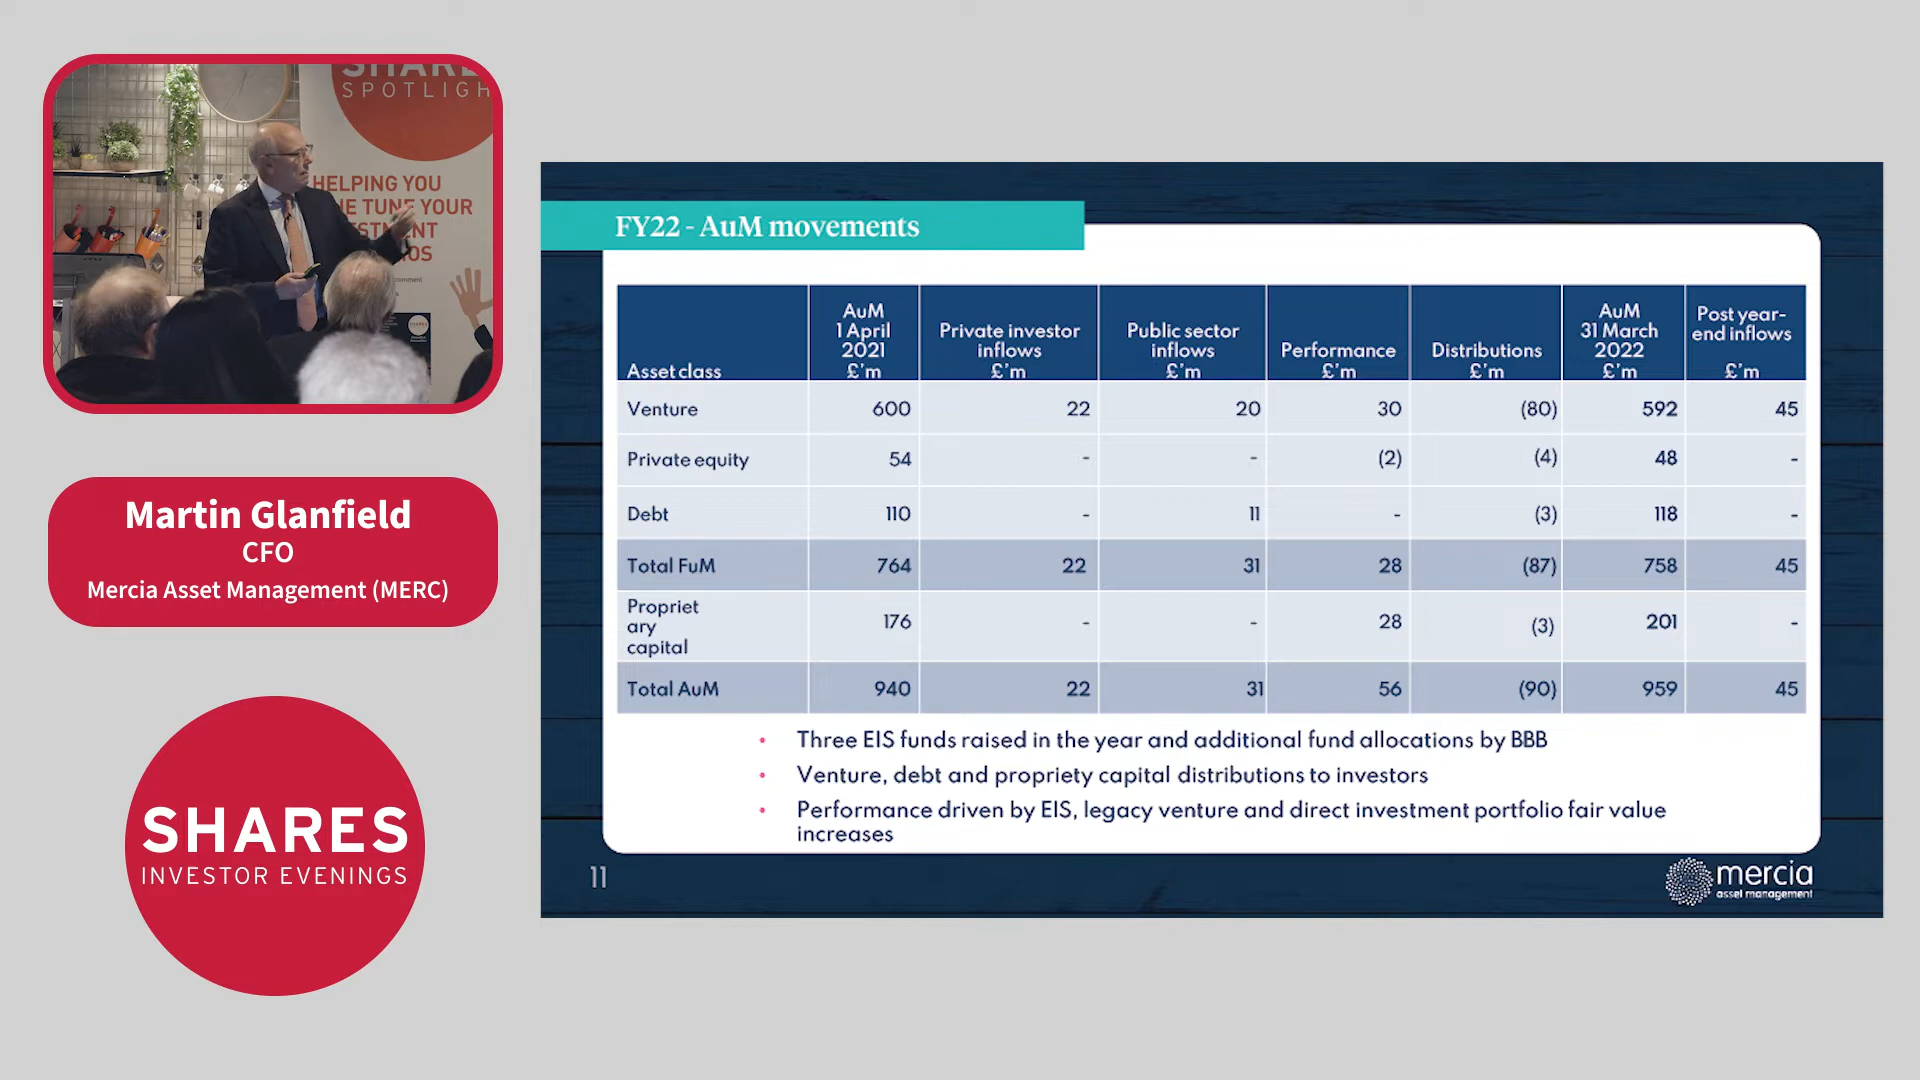 SHARE
SPOTLIGH
HELPING YOU
NE TUNE YOUR
ESTMENT
OS
Martin Glanfield
CFO
Mercia Asset Management (MERC)
SHARES
INVESTOR EVENINGS
FY22 - AuM movements
Asset class AuM 1 April 2021 £'m Private investor inflows £'m Public sector inflows £'m Performance £'m Distributions £'m AuM 31 March 2022 £'m Post year-end inflows £'m
Venture 600 22 20 30 (80) 592 45
Private equity 54 - - (2) (4) 48 -
Debt 110 - 11 - (3) 118 -
Total FuM 764 22 31 28 (87) 758 45
Propriet
ary
capital 176 - - 28 (3) 201 -
Total AuM 940 22 31 56 (90) 959 45
• Three EIS funds raised in the year and additional fund allocations by BBB
• Venture, debt and propriety capital distributions to investors
• Performance driven by EIS, legacy venture and direct investment portfolio fair value
increases
11
mercia
asset management